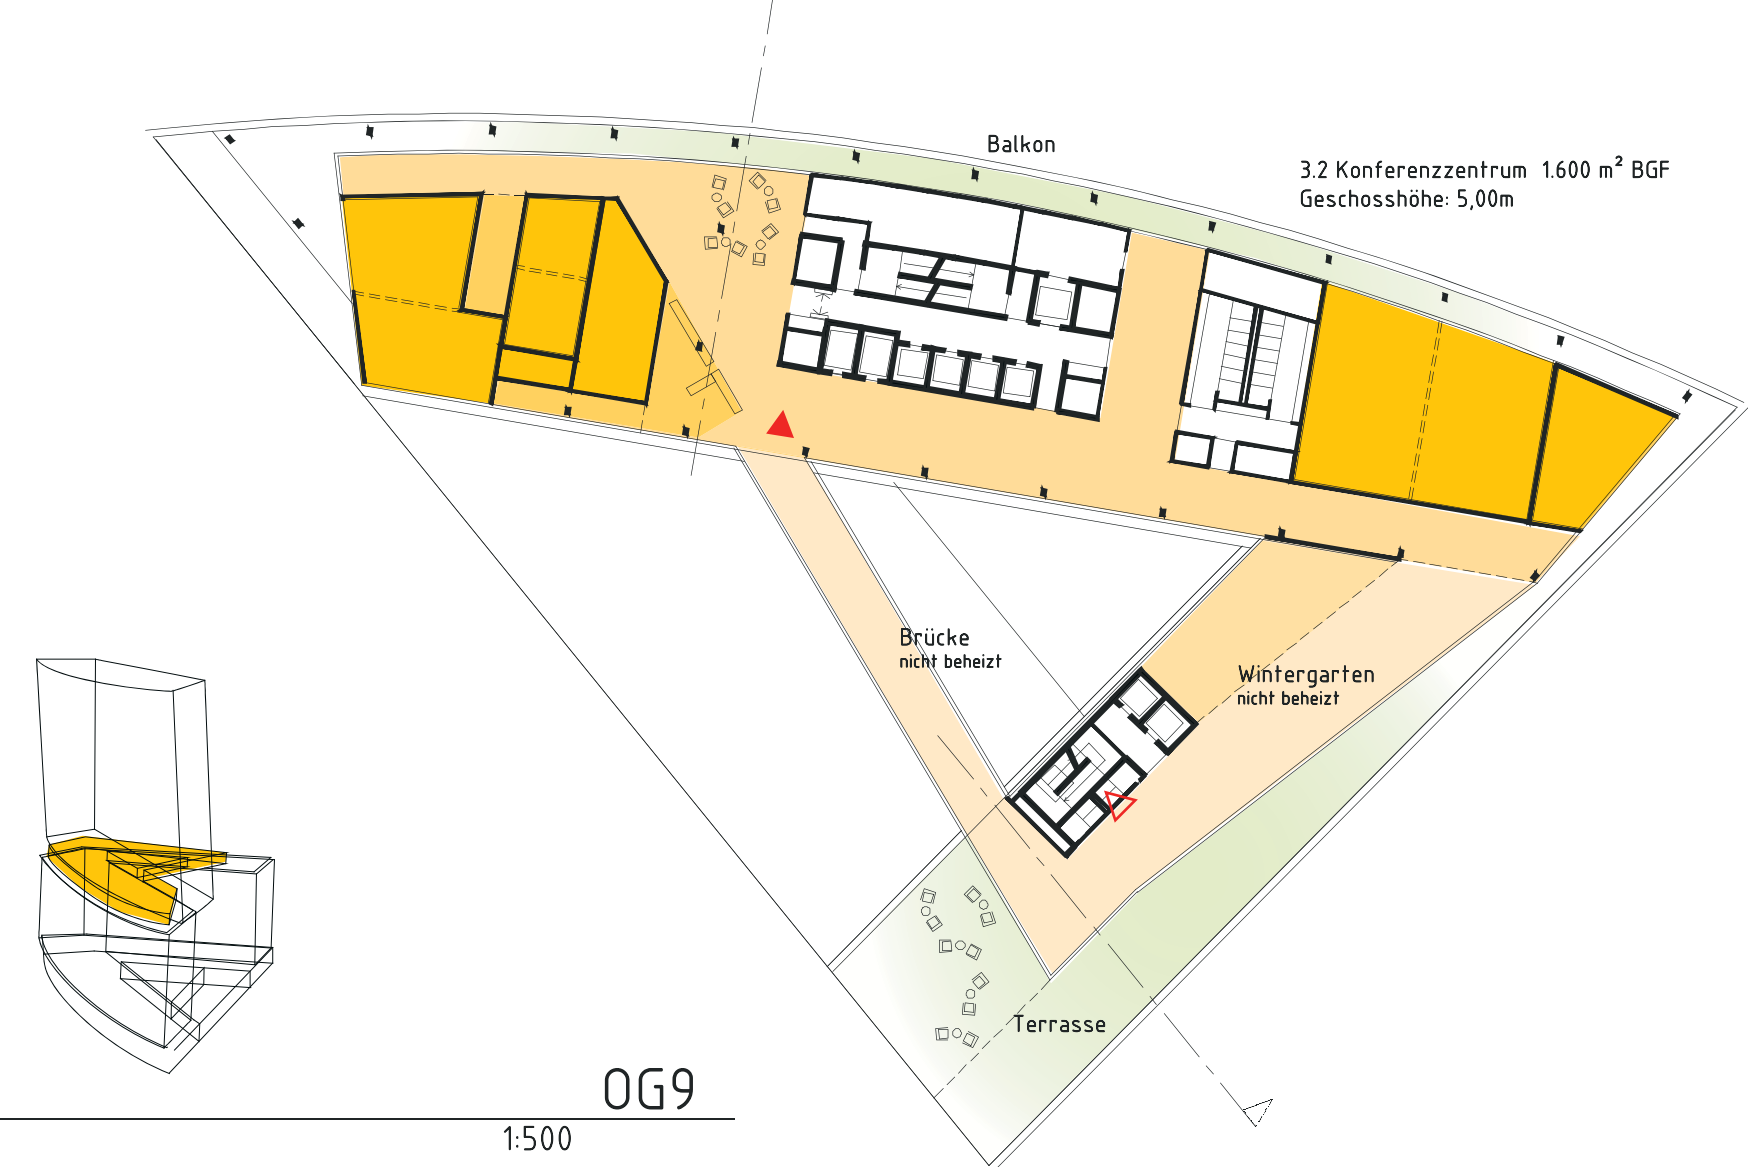 Balkon
3.2 Konferenzzentrum 1.600 m² BGF
Geschosshöhe: 5,00m
Brücke
nicht beheizt
Wintergarten
nicht beheizt
Terrasse
OG9
1:500